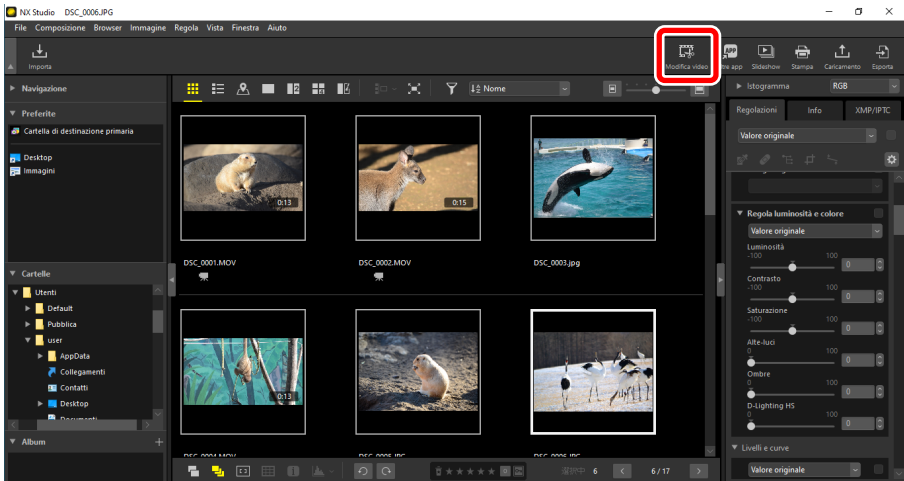 NX Studio DSC_0006.JPG
File Composizione Browser Immagine Regola Vista Finestra Aiuto
Importa
Modifica video
Slideshow
Stampa
Caricamento
Esporta
Navigazione
Preferite
Cartella di destinazione primaria
Desktop
Immagini
Cartelle
Utenti
Default
Pubblica
user
AppData
Collegamenti
Contatti
Desktop
Album
Nome
0:13
DSC_0001.MOV
0:15
DSC_0002.MOV
DSC_0003.jpg
0:13
6
6/17
Istogramma RGB
Regolazioni Info XMP/IPTC
Valore originale
Regola luminosità e colore
Valore originale
Luminosità
-100 100
0
Contrasto
-100 100
0
Saturazione
-100 100
0
Alte-luci
0 100
0
Ombre
0 100
0
D-Lighting HS
0 100
0
Livelli e curve
Valore originale